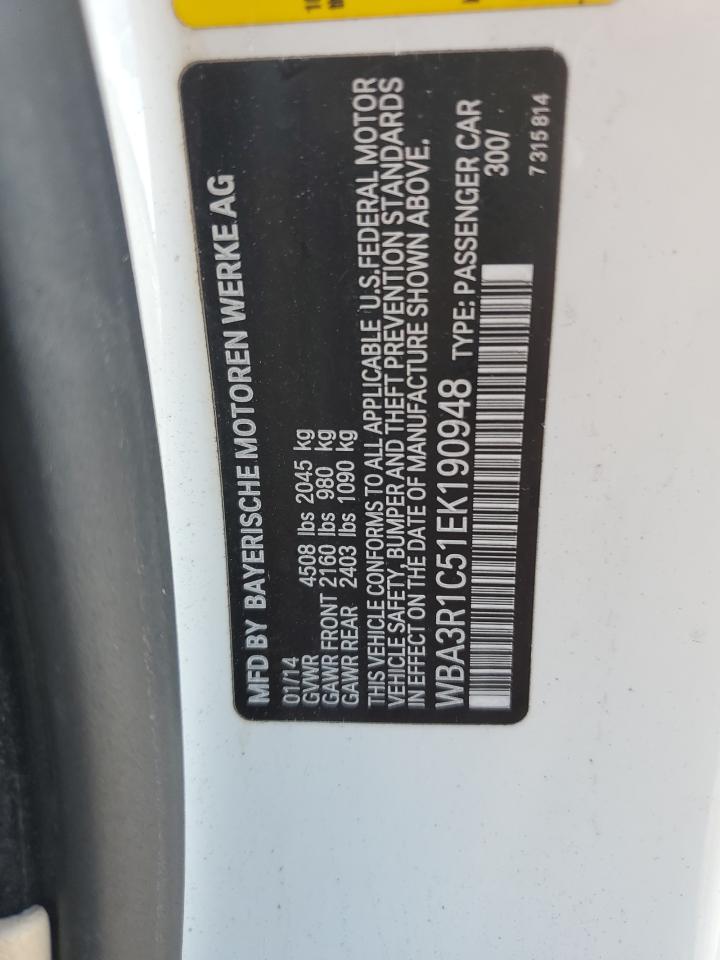 MFD BY BAYERISCHE MOTOREN WERKE AG
01/14
GVWR 4508 lbs 2045 kg
GAWR FRONT 2160 lbs 980 kg
GAWR REAR 2403 lbs 1090 kg
THIS VEHICLE CONFORMS TO ALL APPLICABLE U.S.FEDERAL MOTOR
VEHICLE SAFETY, BUMPER AND THEFT PREVENTION STANDARDS
IN EFFECT ON THE DATE OF MANUFACTURE SHOWN ABOVE.
WBA3R1C51EK190948 TYPE: PASSENGER CAR
300/
7 315 814